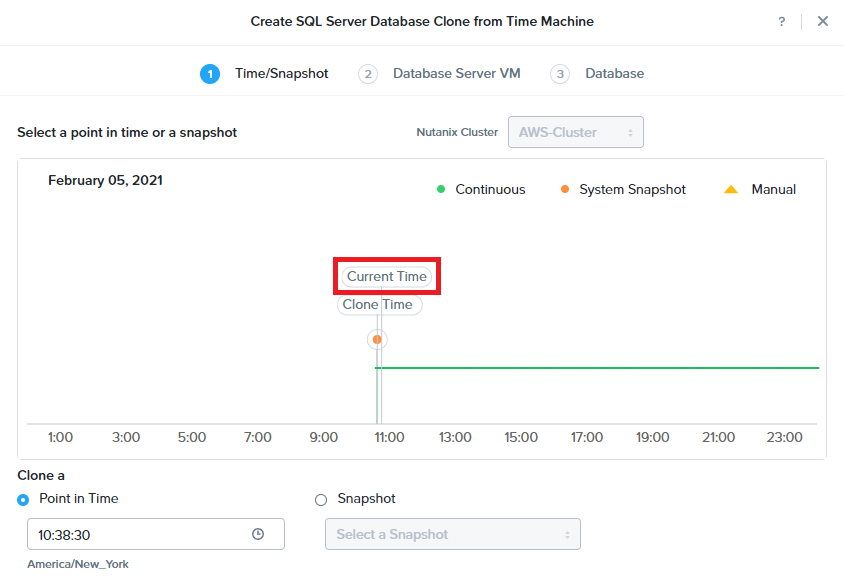 Create SQL Server Database Clone from Time Machine
?
1 Time/Snapshot 2 Database Server VM 3 Database
Select a point in time or a snapshot Nutanix Cluster AWS-Cluster
February 05, 2021
Continuous System Snapshot Manual
Current Time
Clone Time
1:00 3:00 5:00 7:00 9:00 11:00 13:00 15:00 17:00 19:00 21:00 23:00
Clone a
Point in Time Snapshot
10:38:30 Select a Snapshot
America/New_York